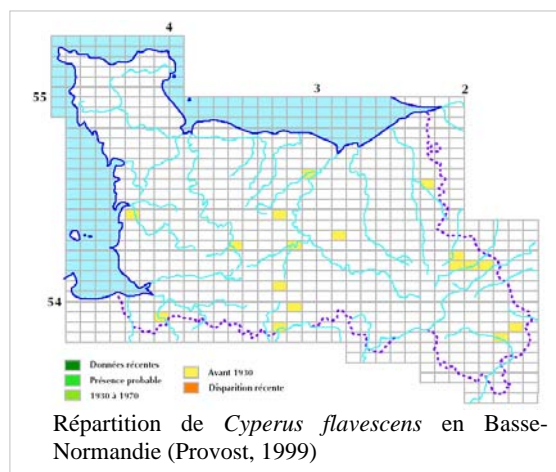 4
3
2
55
54
Données récentes
Présence probable
1930 à 1970
Avant 1930
Disparition récente
Répartition de Cyperus flavescens en Basse-
Normandie (Provost, 1999)